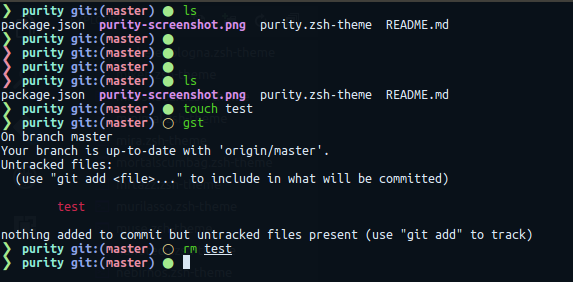 ❯ purity git:(master) ● ls
package.json purity-screenshot.png purity.zsh-theme README.md
❯ purity git:(master) ●
❯ purity git:(master) ●
❯ purity git:(master) ●
❯ purity git:(master) ● ls
package.json purity-screenshot.png purity.zsh-theme README.md
❯ purity git:(master) ● touch test
❯ purity git:(master) ○ gst
On branch master
Your branch is up-to-date with 'origin/master'.
Untracked files:
(use "git add <file>..." to include in what will be committed)
test
nothing added to commit but untracked files present (use "git add" to track)
❯ purity git:(master) ○ rm test
❯ purity git:(master) ●